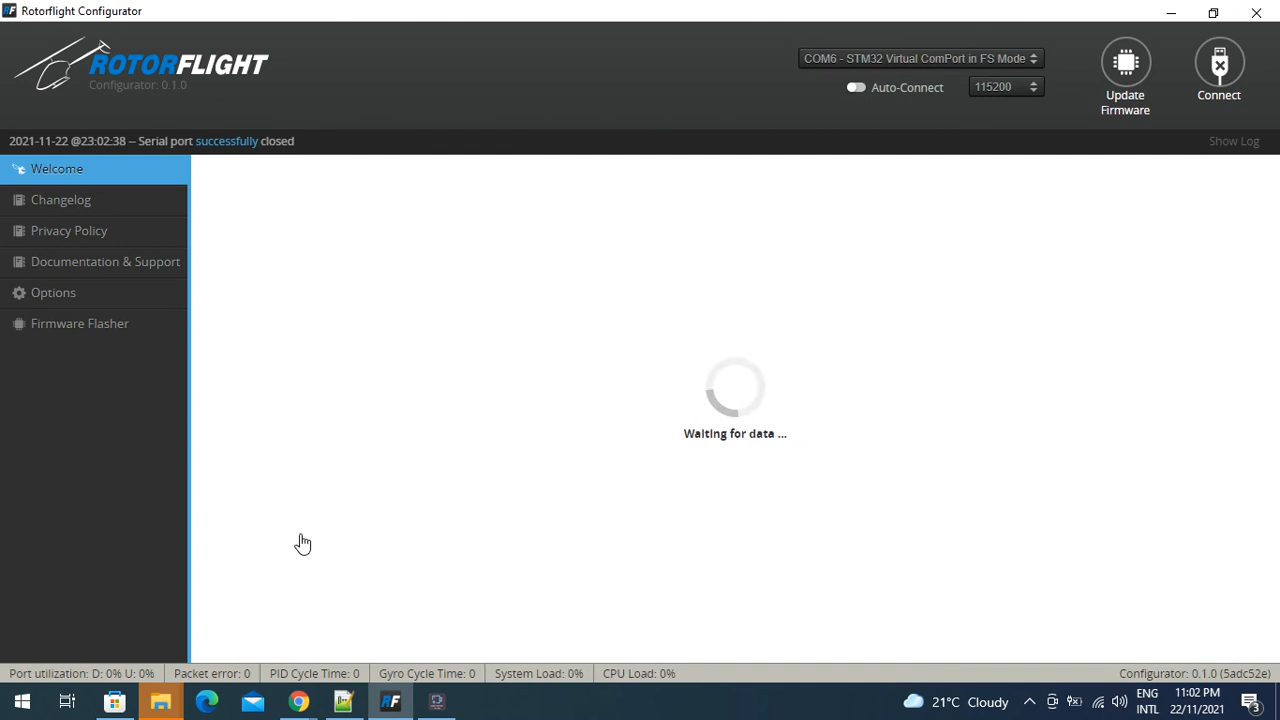 Rotorflight Configurator
ROTORFLIGHT
Configurator: 0.1.0
COM6 - STM32 Virtual ComPort in FS Mode
Auto-Connect
115200
Update
Firmware
Connect
2021-11-22 @23:02:38 -- Serial port successfully closed
Show Log
Welcome
Changelog
Privacy Policy
Documentation & Support
Options
Firmware Flasher
Waiting for data ...
Port utilization: D: 0% U: 0%
Packet error: 0
PID Cycle Time: 0
Gyro Cycle Time: 0
System Load: 0%
CPU Load: 0%
Configurator: 0.1.0 (5adc52e)
RF
21°C Cloudy
ENG
INTL
11:02 PM
22/11/2021
3